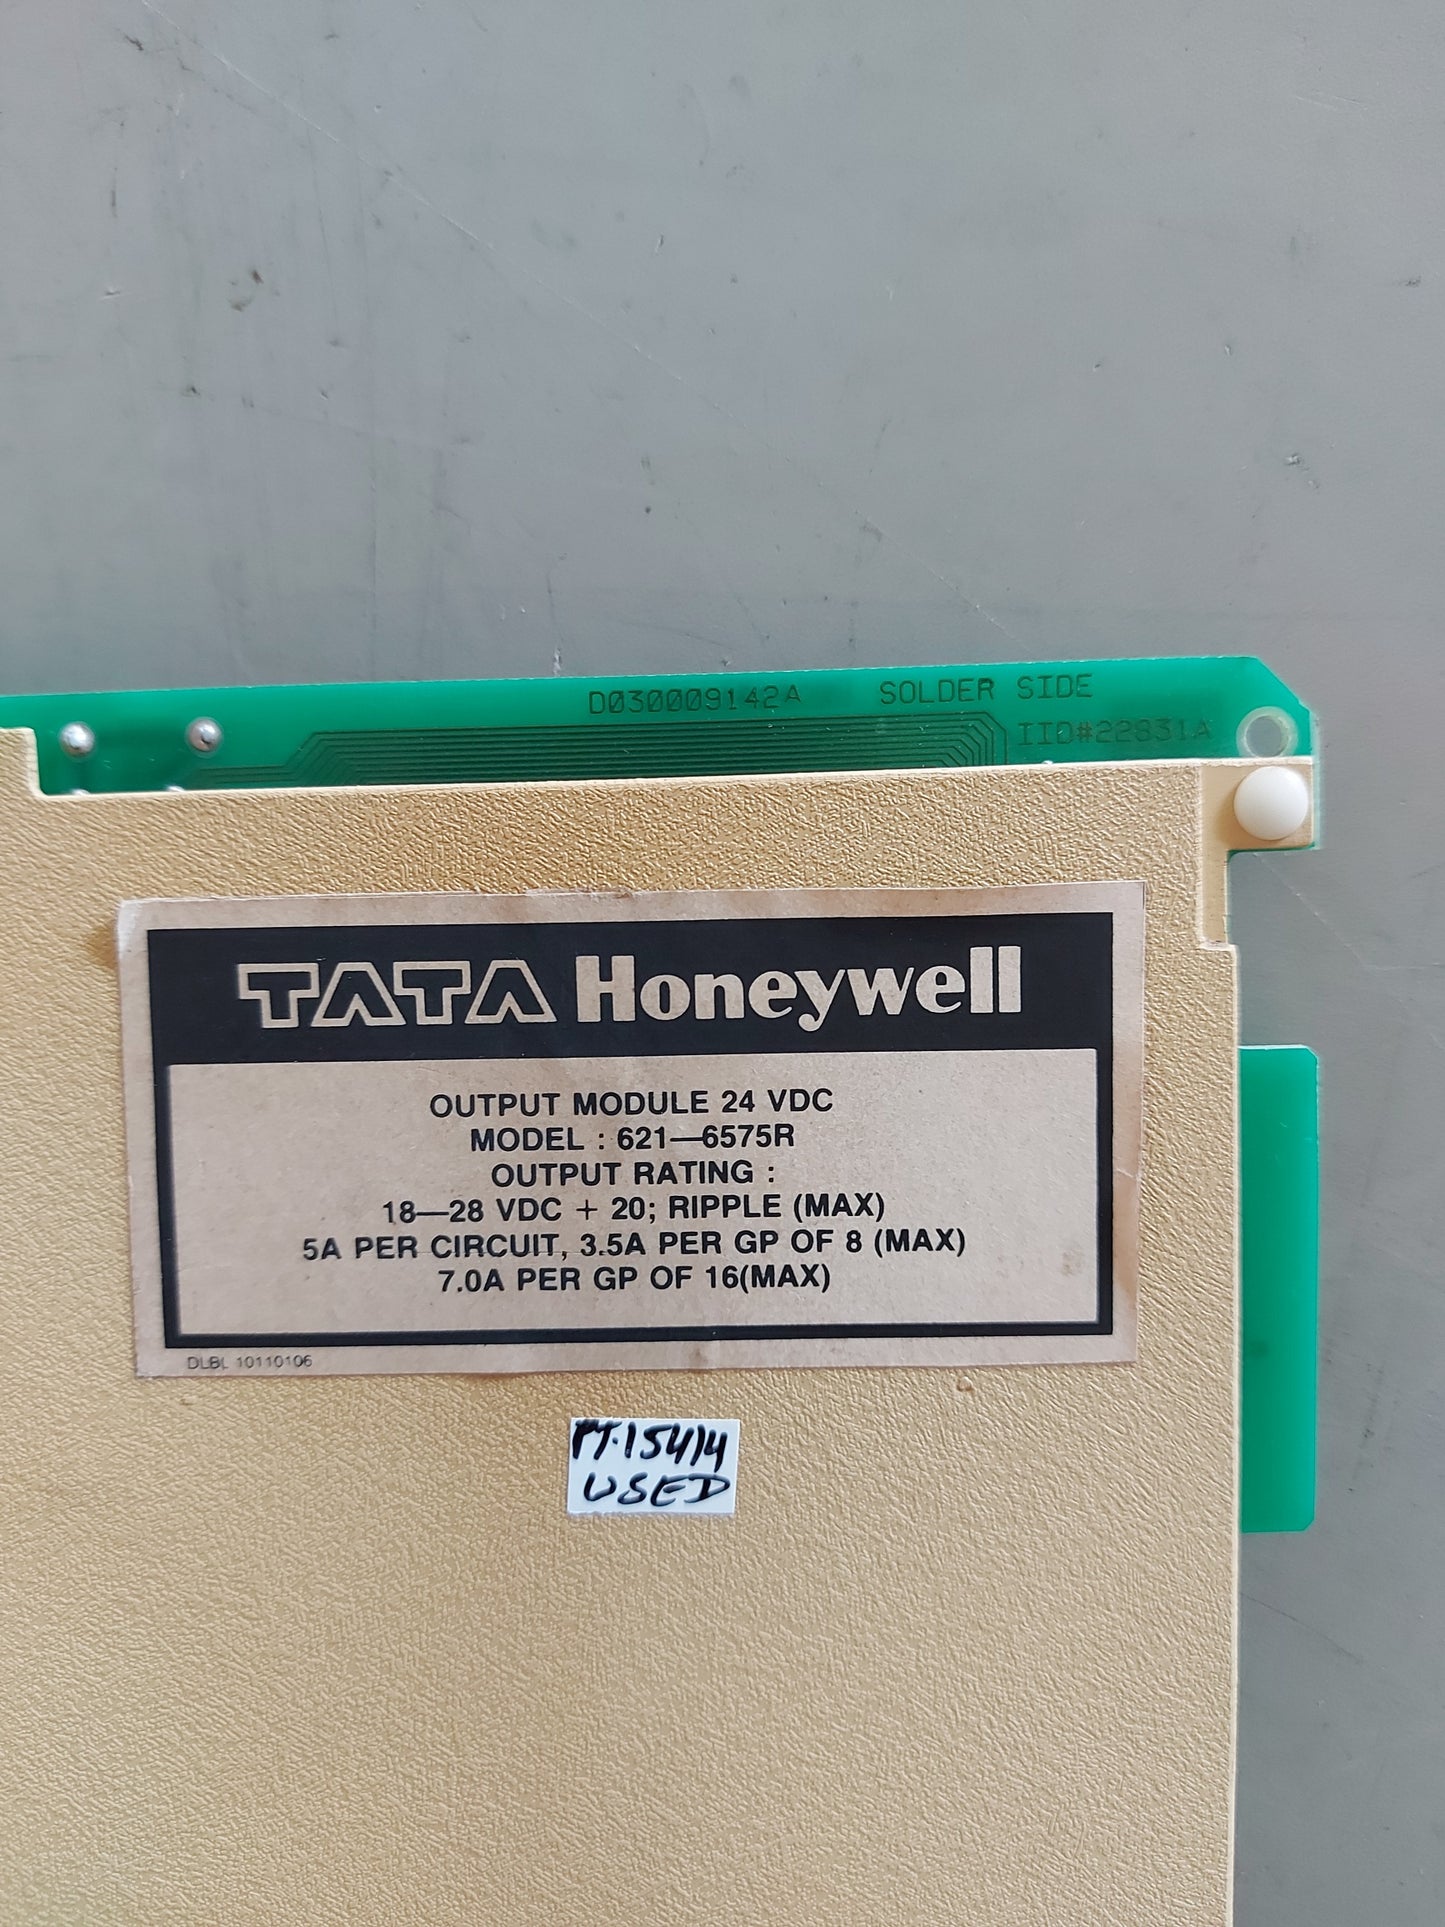 D030009142A SOLDER SIDE
IID#22831A
TATA Honeywell
OUTPUT MODULE 24 VDC
MODEL : 621—6575R
OUTPUT RATING :
18—28 VDC + 20; RIPPLE (MAX)
5A PER CIRCUIT, 3.5A PER GP OF 8 (MAX)
7.0A PER GP OF 16(MAX)
DLBL 10110106
PT.15414
USED